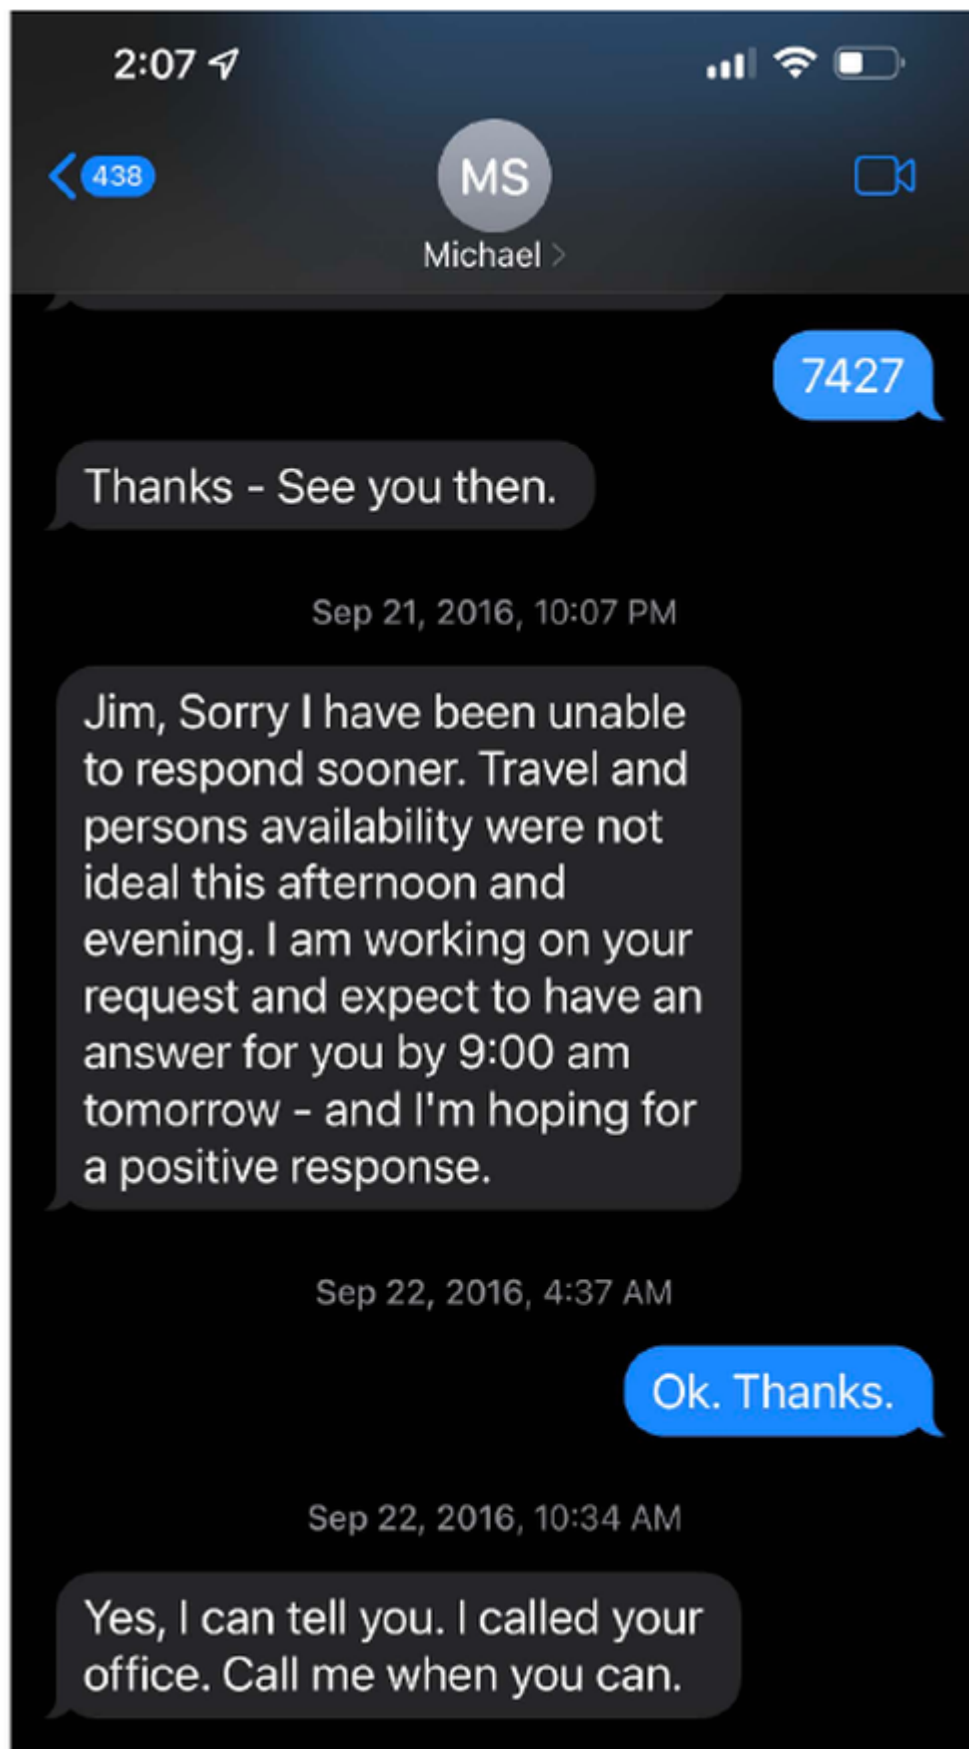 2:07
438
MS
Michael
7427
Thanks - See you then.
Sep 21, 2016, 10:07 PM
Jim, Sorry I have been unable
to respond sooner. Travel and
persons availability were not
ideal this afternoon and
evening. I am working on your
request and expect to have an
answer for you by 9:00 am
tomorrow - and I'm hoping for
a positive response.
Sep 22, 2016, 4:37 AM
Ok. Thanks.
Sep 22, 2016, 10:34 AM
Yes, I can tell you. I called your
office. Call me when you can.